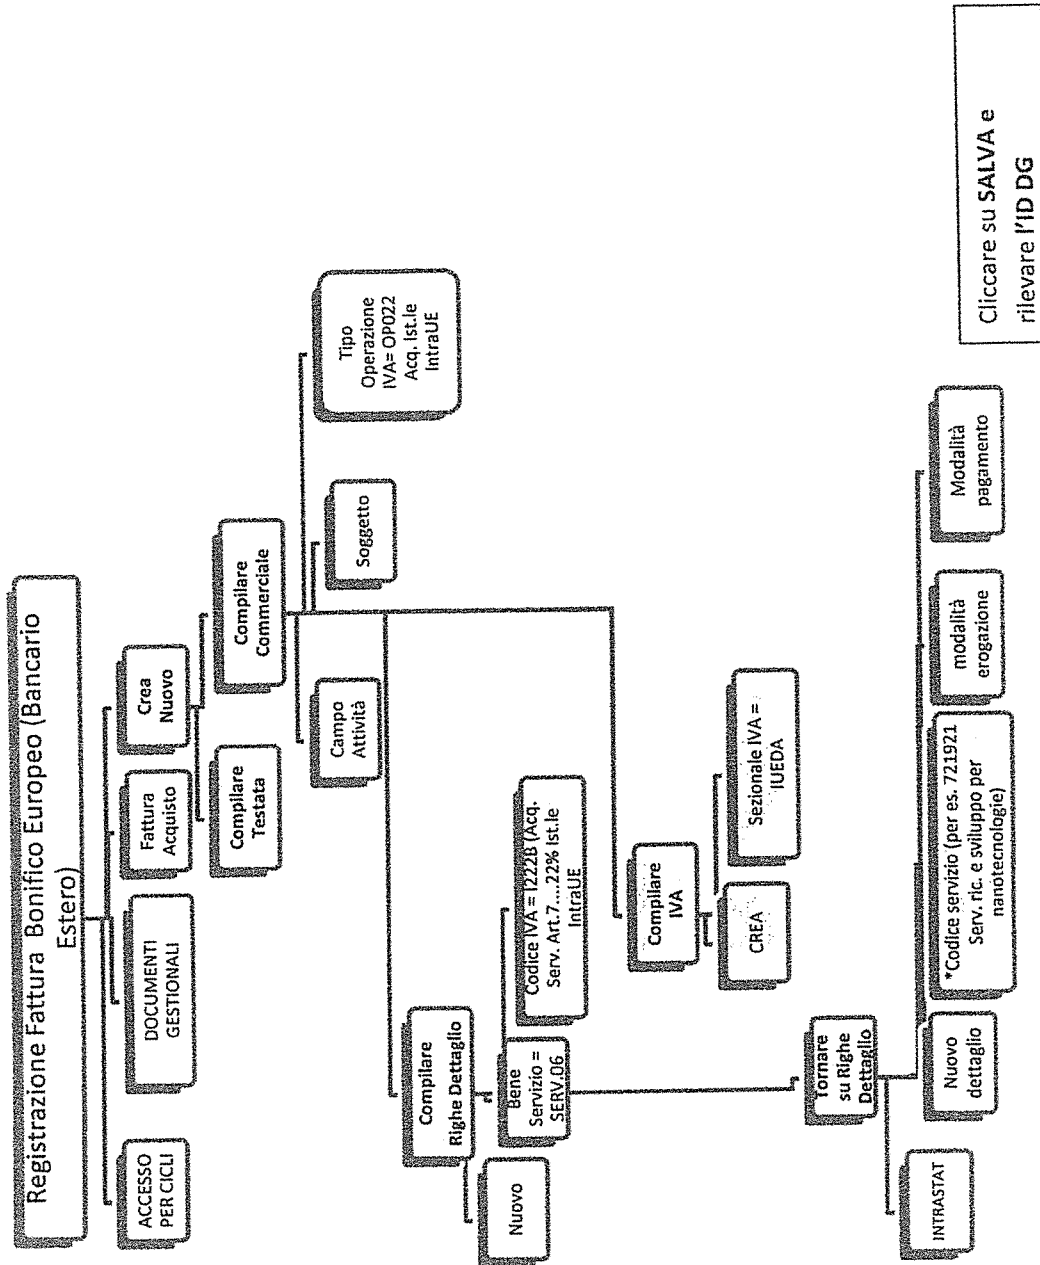 Registrazione Fattura Bonifico Europeo (Bancario
Estero)
ACCESSO
PER CICLI
DOCUMENTI
GESTIONALI
Fattura
Acquisto
Crea
Nuovo
Compilare
Testata
Compilare
Commerciale
Campo
Attività
Soggetto
Tipo
Operazione
IVA= OP022
Acq. Ist.le
IntraUE
Compilare
Righe Dettaglio
Nuovo
Bene
Servizio =
SERV.06
Codice IVA = I222B (Acq.
Serv. Art.7....22% Ist.le
IntraUE
Compilare
IVA
CREA
Sezionale IVA =
IUEDA
Tornare
su Righe
Dettaglio
INTRASTAT
Nuovo
dettaglio
*Codice servizio (per es. 721921
Serv. ric. e sviluppo per
nanotecnologie)
modalità
erogazione
Modalità
pagamento
Cliccare su SALVA e
rilevare l'ID DG